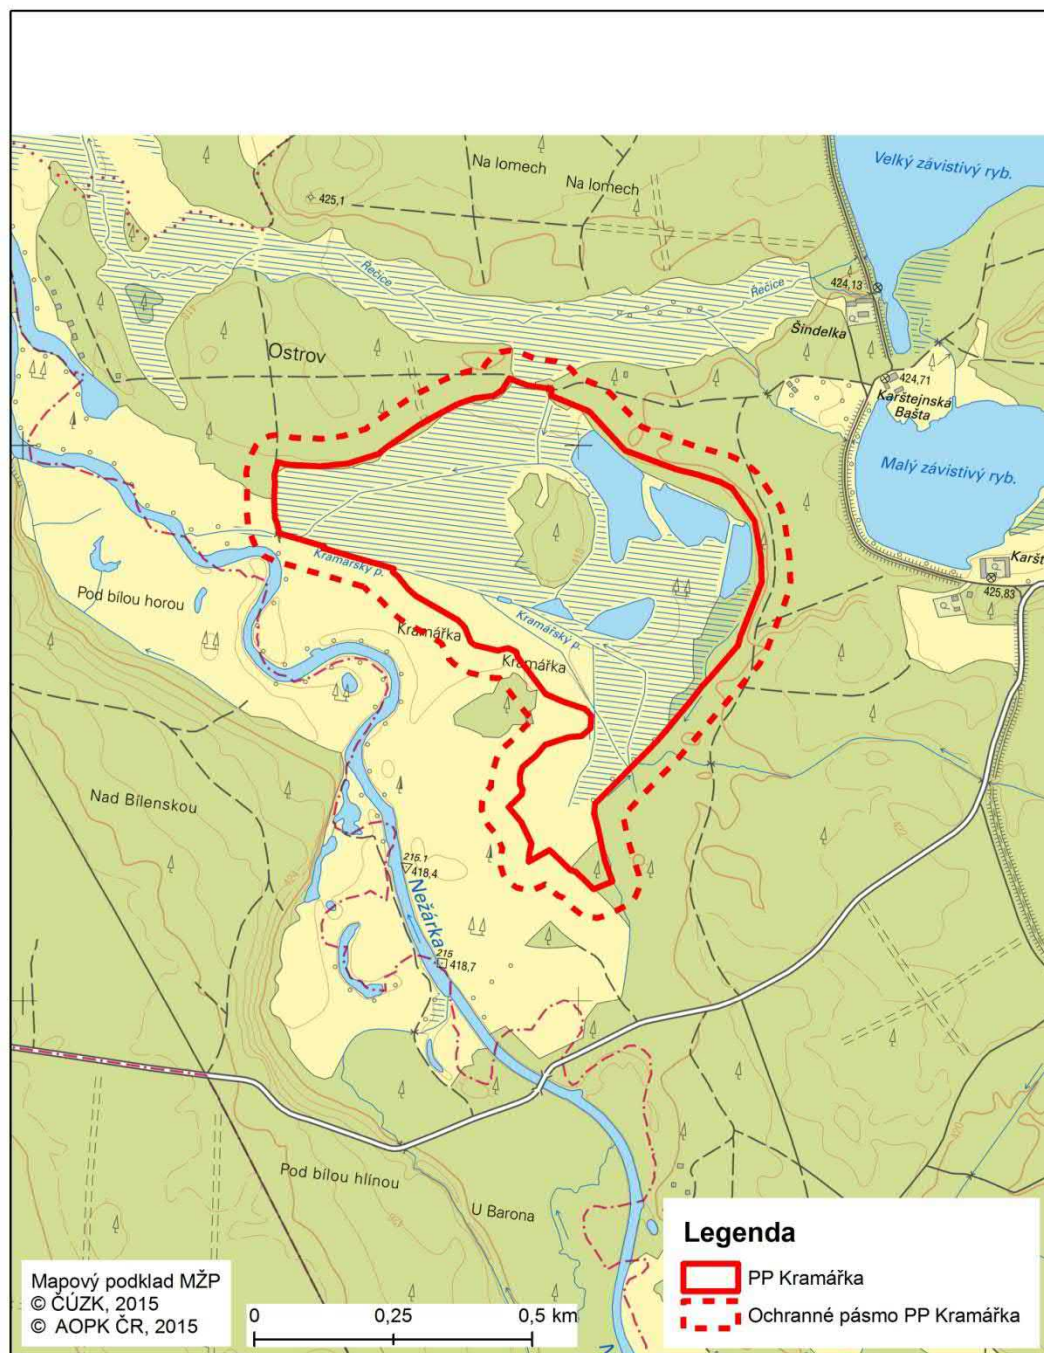 Velký závistivý ryb.
Na lomech
Na lomech
425,1
Řečice
Řečice
424,13
Šindelka
Ostrov
424,71
Karštejnská
Bašta
Malý závistivý ryb.
Kramářský p.
Karšt
425,83
Pod bílou horou
Kramářka
Kramářský p.
Kramářka
Nad Bílenskou
216.1
418,4
Nežárka
215
418,7
Pod bílou hlínou
U Barona
N
Legenda
PP Kramářka
Ochranné pásmo PP Kramářka
Mapový podklad MŽP
© ČÚZK, 2015
© AOPK ČR, 2015
0 0,25 0,5 km